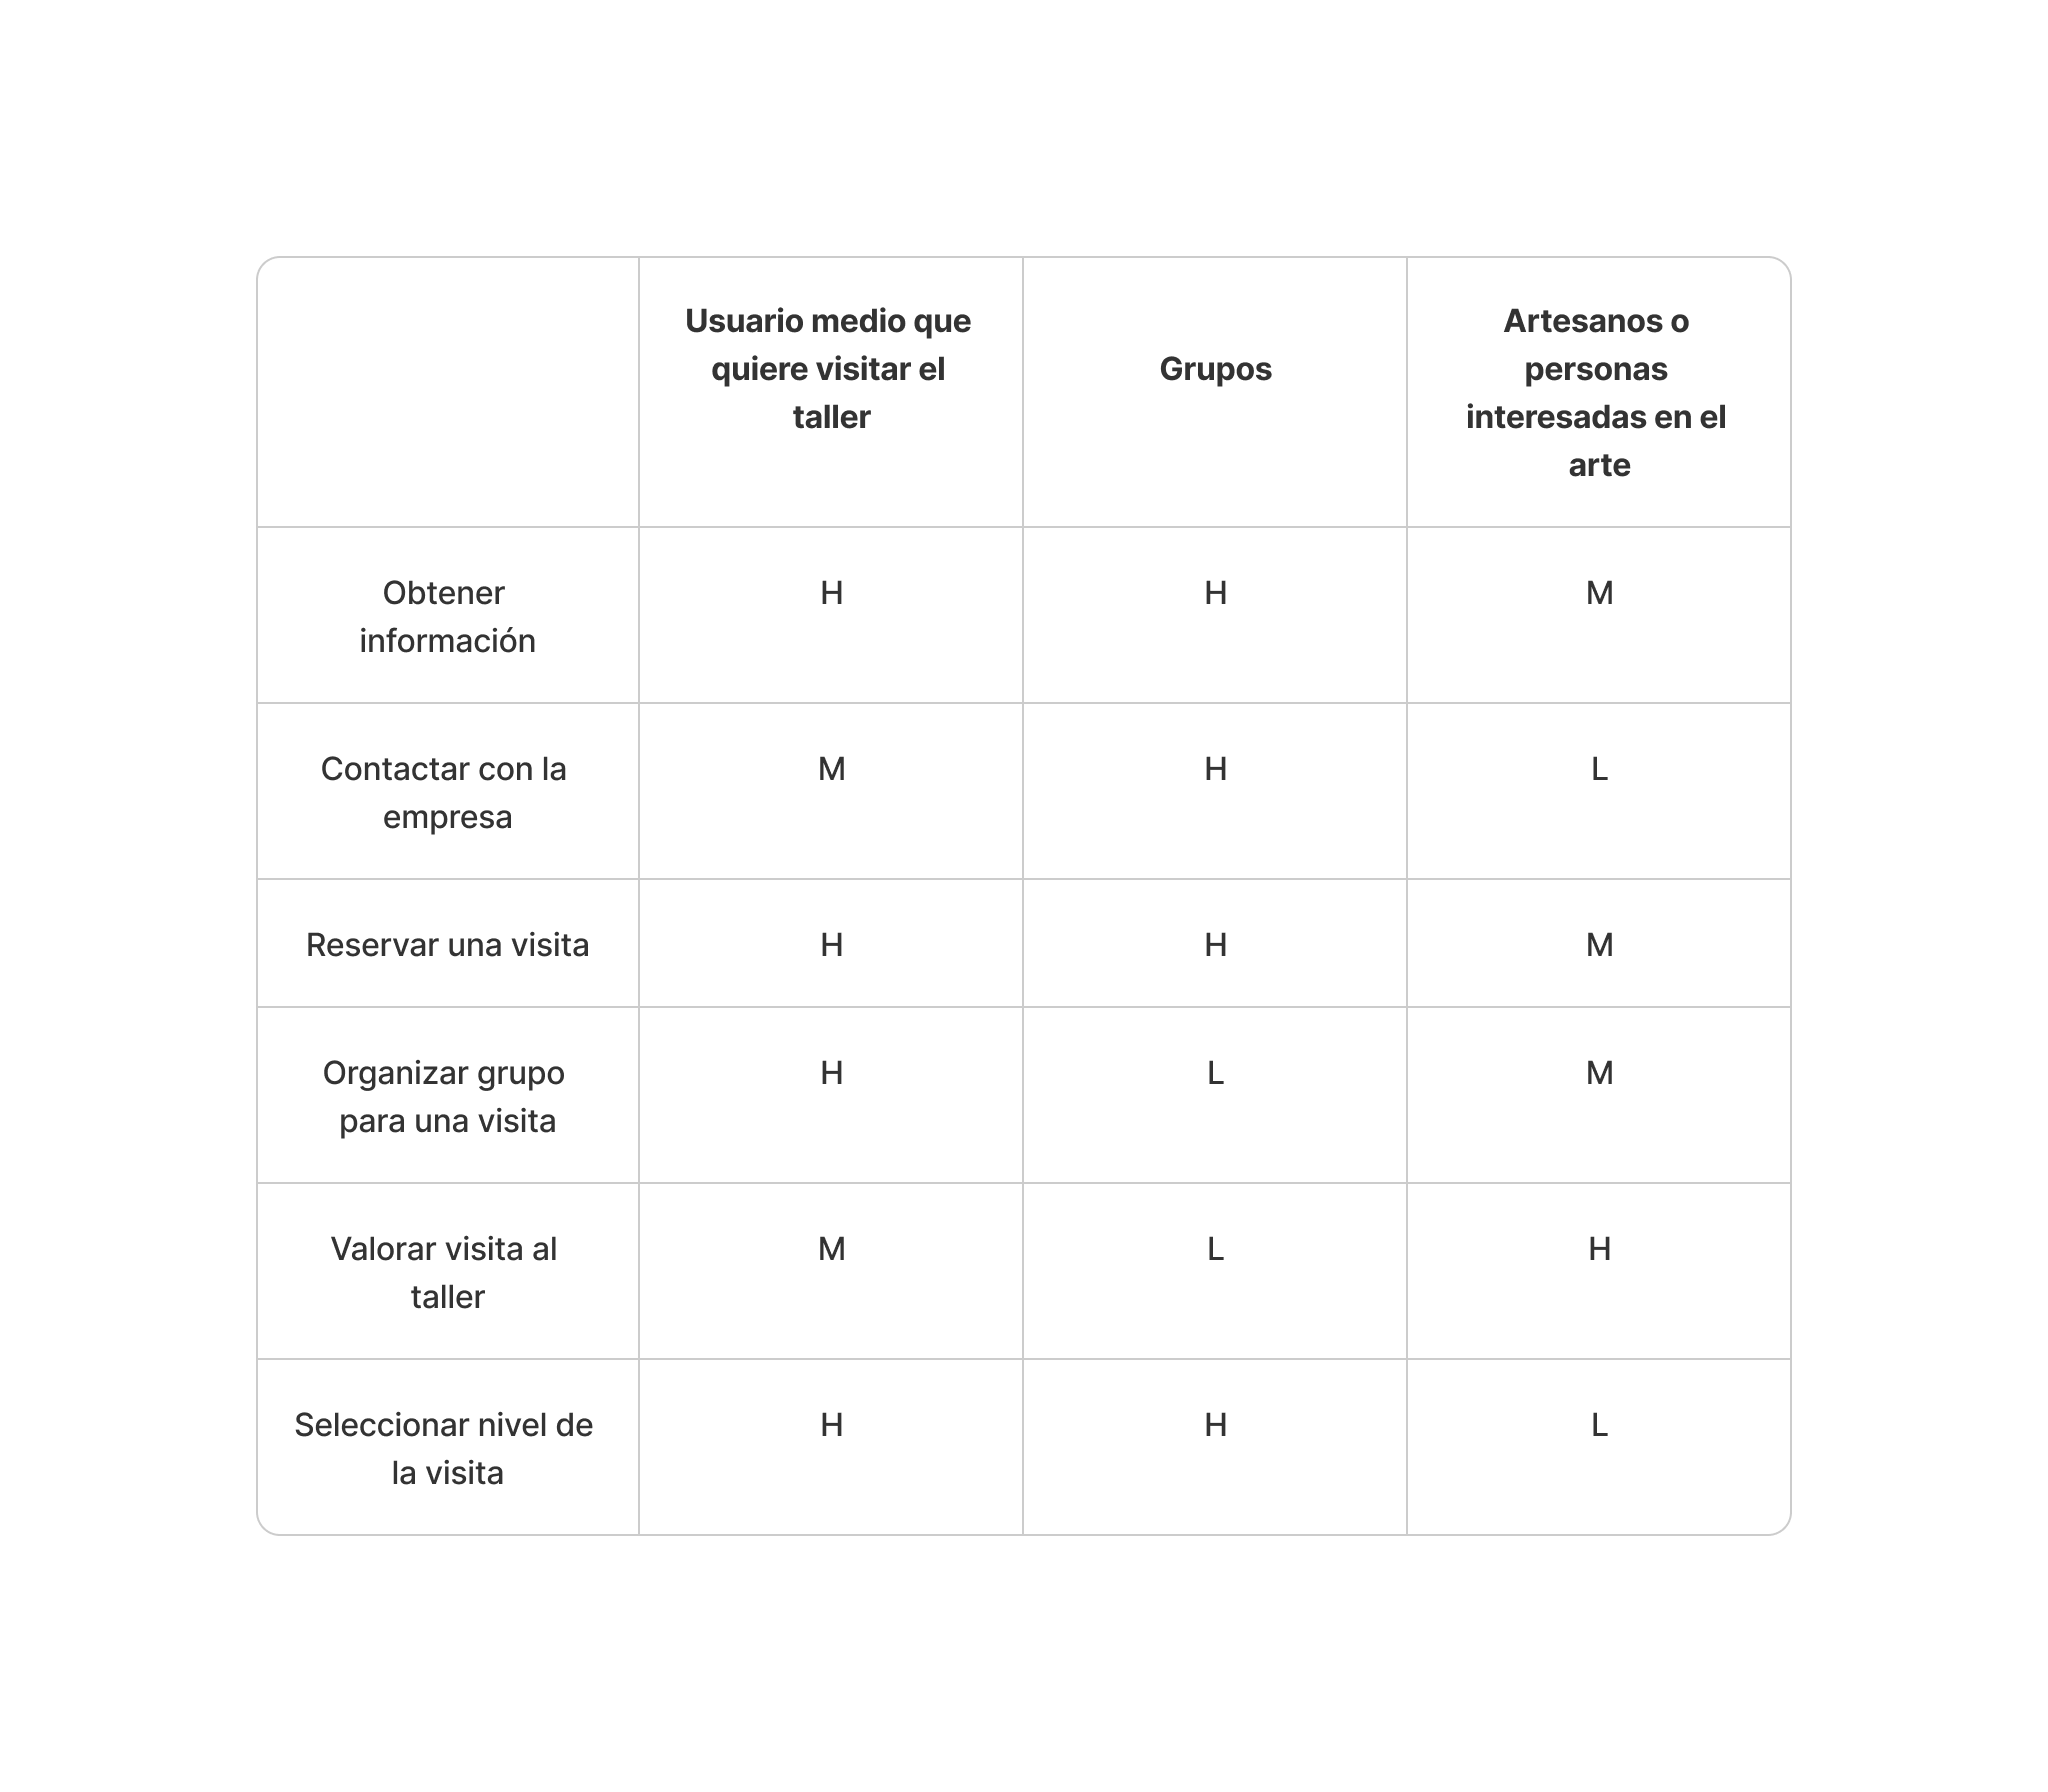 Usuario medio que
quiere visitar el
taller
Grupos
Artesanos o
personas
interesadas en el
arte
Obtener
información
H
H
M
Contactar con la
empresa
M
H
L
Reservar una visita
H
H
M
Organizar grupo
para una visita
H
L
M
Valorar visita al
taller
M
L
H
Seleccionar nivel de
la visita
H
H
L